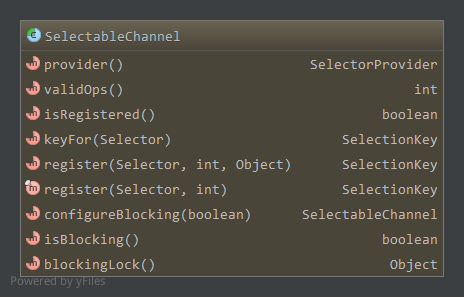 SelectableChannel
provider() SelectorProvider
validOps() int
isRegistered() boolean
keyFor(Selector) SelectionKey
register(Selector, int, Object) SelectionKey
register(Selector, int) SelectionKey
configureBlocking(boolean) SelectableChannel
isBlocking() boolean
blockingLock() Object
Powered by yFiles